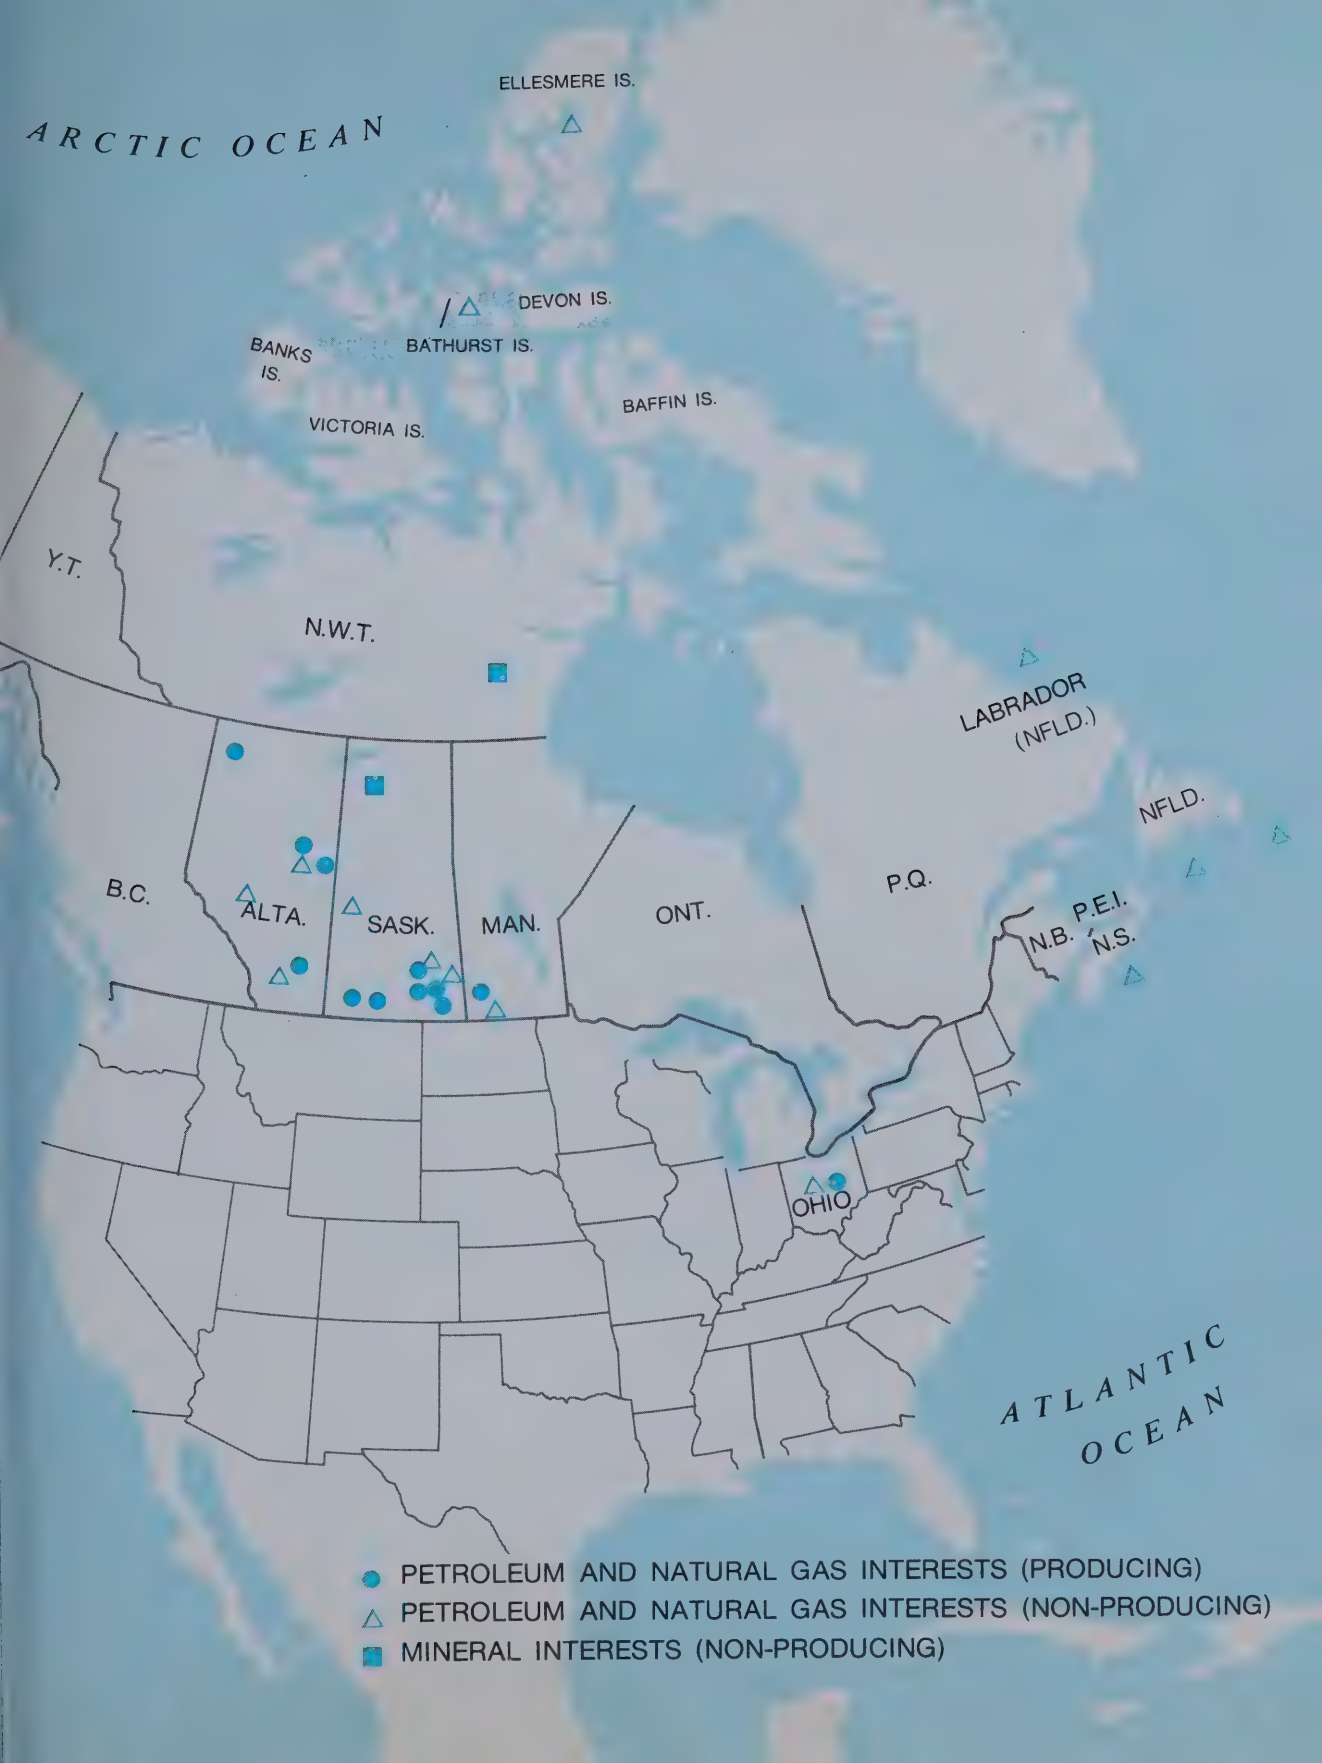 ELLESMERE IS.
ARCTIC OCEAN
DEVON IS.
BANKS
IS.
BATHURST IS.
BAFFIN IS.
VICTORIA IS.
Y.T.
N.W.T.
LABRADOR
(NFLD.)
NFLD.
B.C.
ALTA.
SASK.
MAN.
ONT.
P.Q.
P.E.I.
N.B.
N.S.
OHIO
ATLANTIC
OCEAN
PETROLEUM AND NATURAL GAS INTERESTS (PRODUCING)
PETROLEUM AND NATURAL GAS INTERESTS (NON-PRODUCING)
MINERAL INTERESTS (NON-PRODUCING)